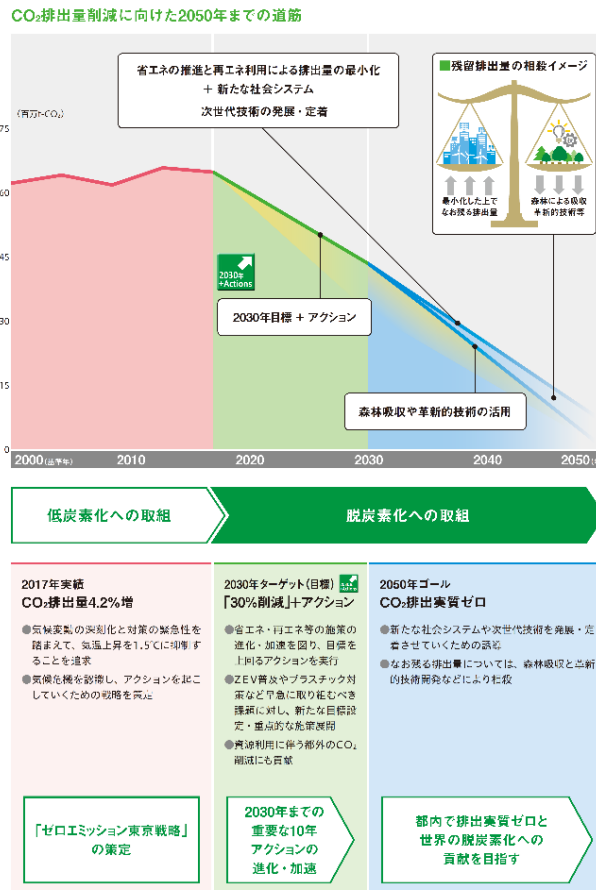 CO₂排出量削減に向けた2050年までの道筋
省エネの推進と再エネ利用による排出量の最小化
＋ 新たな社会システム
次世代技術の発展・定着
■残留排出量の相殺イメージ
最小化した上で
なお残る排出量
森林による吸収
革新的技術等
（百万t-CO₂）
75
60
45
30
15
0
2030年
+Actions
2030年目標 ＋ アクション
森林吸収や革新的技術の活用
2000（基準年） 2010 2020 2030 2040 2050
低炭素化への取組
脱炭素化への取組
2017年実績
CO₂排出量4.2%増
●気候変動の深刻化と対策の緊急性を
踏まえて、気温上昇を1.5℃に抑制す
ることを追求
●気候危機を認識し、アクションを起こ
していくための戦略を策定
「ゼロエミッション東京戦略」
の策定
2030年ターゲット（目標）
「30%削減」＋アクション
●省エネ・再エネ等の施策の
進化・加速を図り、目標を
上回るアクションを実行
●ZEV普及やプラスチック対
策など早急に取り組むべき
課題に対し、新たな目標設
定・重点的な施策展開
●資源利用に伴う都外のCO₂
削減にも貢献
2030年までの
重要な10年
アクションの
進化・加速
2050年ゴール
CO₂排出実質ゼロ
●新たな社会システムや次世代技術を発展・定
着させていくための誘導
●なお残る排出量については、森林吸収と革新
的技術開発などにより相殺
都内で排出実質ゼロと
世界の脱炭素化への
貢献を目指す